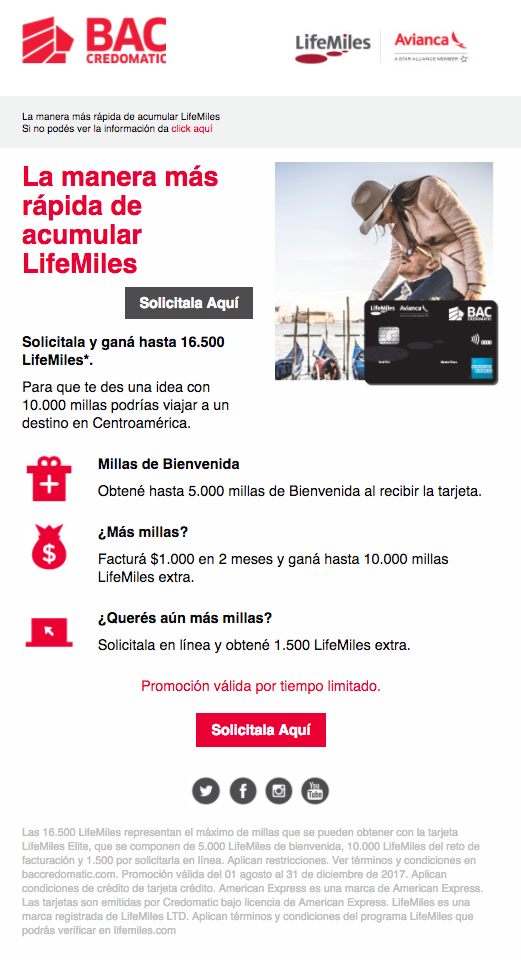 BAC
CREDOMATIC
LifeMiles
Avianca
A STAR ALLIANCE MEMBER
La manera más rápida de acumular LifeMiles
Si no podés ver la información da click aquí
La manera más
rápida de
acumular
LifeMiles
Solicitala Aquí
LifeMiles Avianca BAC
CREDOMATIC
Solicitala y ganá hasta 16.500
LifeMiles*.
Para que te des una idea con
10.000 millas podrías viajar a un
destino en Centroamérica.
Millas de Bienvenida
Obtené hasta 5.000 millas de Bienvenida al recibir la tarjeta.
¿Más millas?
Facturá $1.000 en 2 meses y ganá hasta 10.000 millas
LifeMiles extra.
¿Querés aún más millas?
Solicitala en línea y obtené 1.500 LifeMiles extra.
Promoción válida por tiempo limitado.
Solicitala Aquí
You
Tube
Las 16.500 LifeMiles representan el máximo de millas que se pueden obtener con la tarjeta
LifeMiles Elite, que se componen de 5.000 LifeMiles de bienvenida, 10.000 LifeMiles del reto de
facturación y 1.500 por solicitarla en línea. Aplican restricciones. Ver términos y condiciones en
baccredomatic.com. Promoción válida del 01 agosto al 31 de diciembre de 2017. Aplican
condiciones de crédito de tarjeta crédito. American Express es una marca de American Express.
Las tarjetas son emitidas por Credomatic bajo licencia de American Express. LifeMiles es una
marca registrada de LifeMiles LTD. Aplican términos y condiciones del programa LifeMiles que
podrás verificar en lifemiles.com